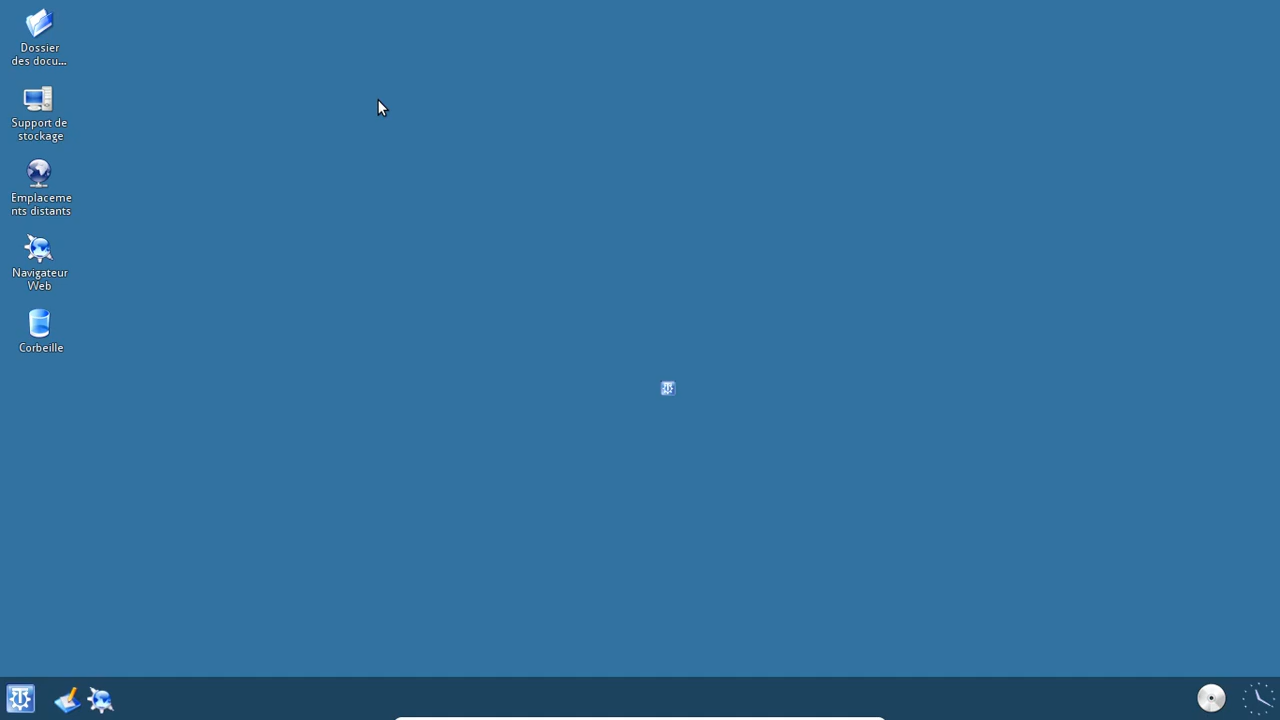 Dossier
des docu...
Support de
stockage
Emplaceme
nts distants
Navigateur
Web
Corbeille